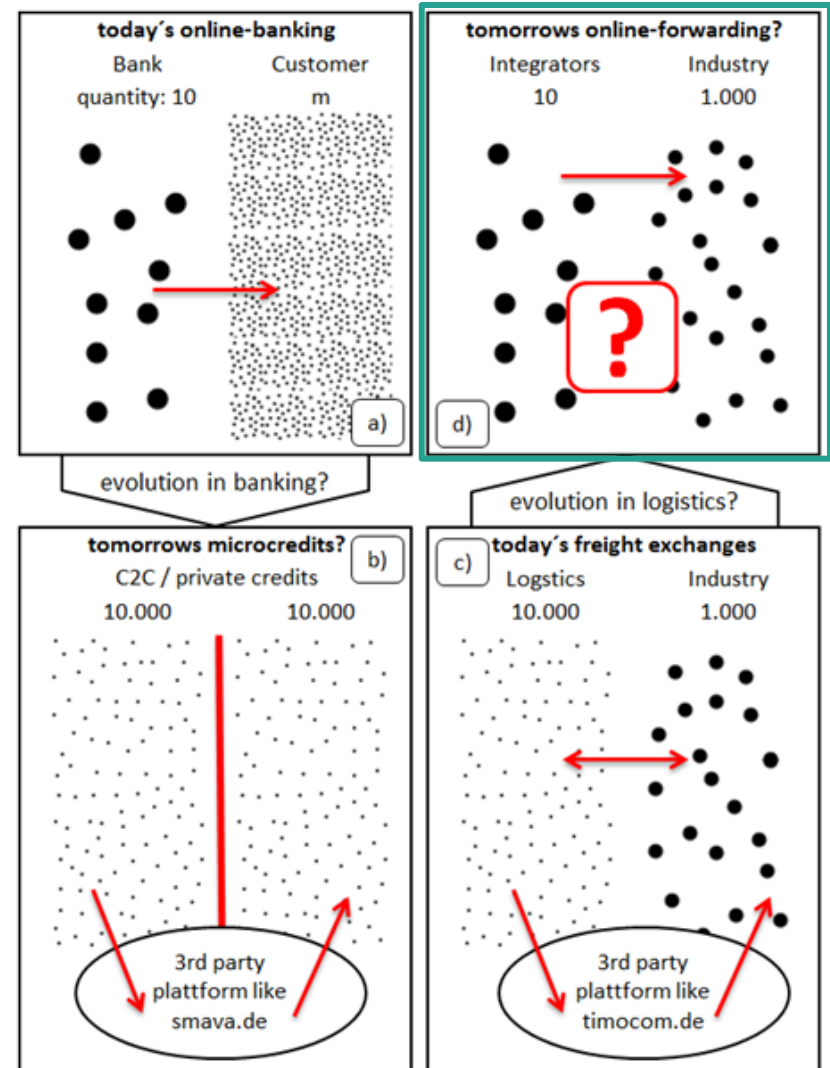 today´s online-banking
Bank Customer
quantity: 10 m
a)
tomorrows online-forwarding?
Integrators Industry
10 1.000
?
d)
evolution in banking?
evolution in logistics?
tomorrows microcredits?
b)
C2C / private credits
10.000 10.000
3rd party
plattform like
smava.de
c)
today´s freight exchanges
Logstics Industry
10.000 1.000
3rd party
plattform like
timocom.de